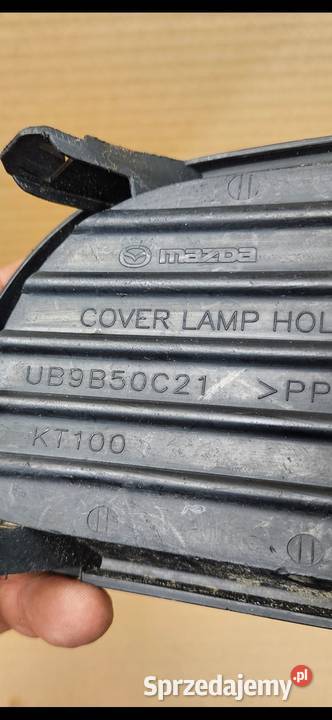 mazda
COVER LAMP HOL
UB9B50C21 >PP
KT100
Sprzedajemy.pl